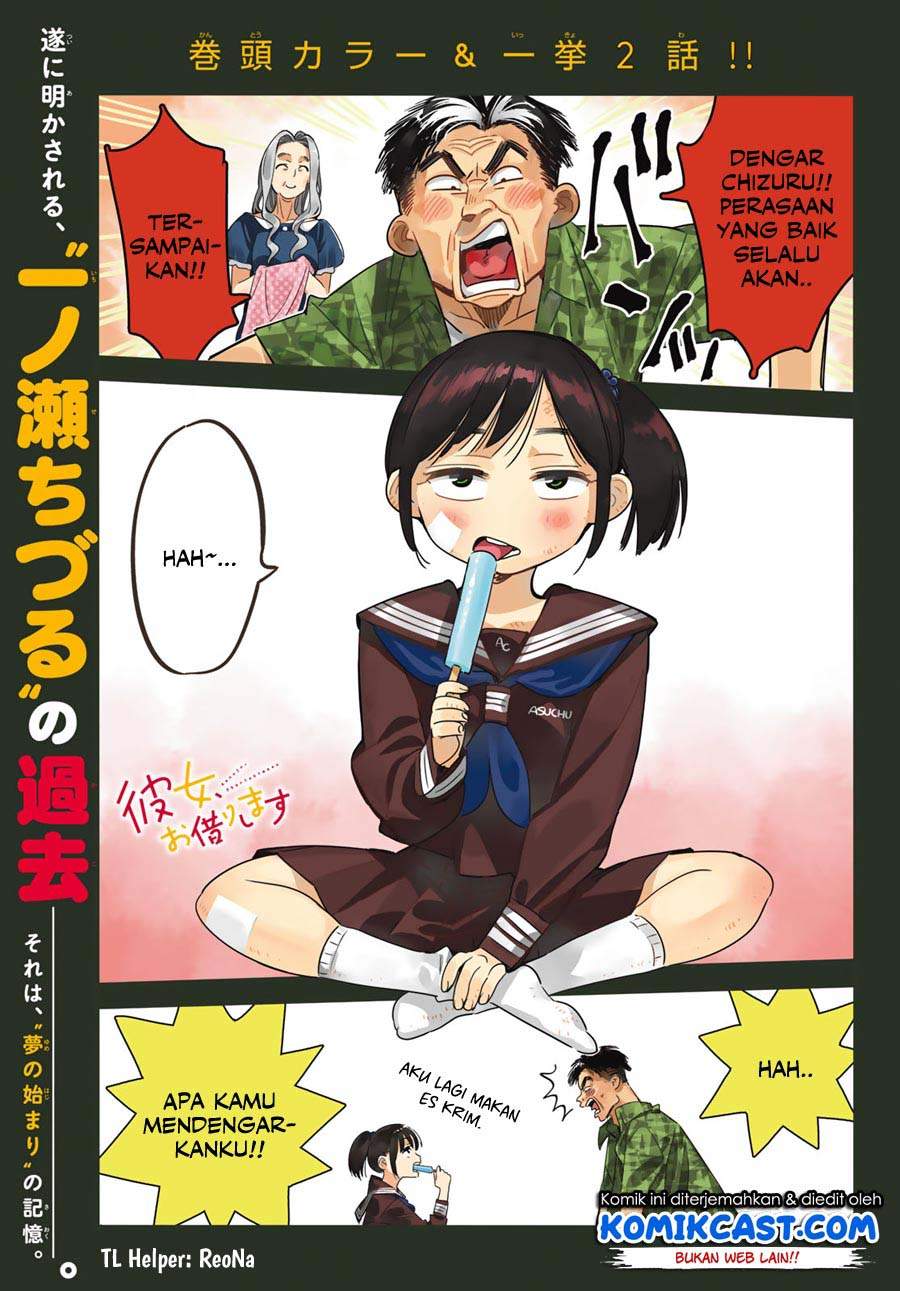 巻頭カラー&一挙2話!!
遂に明かされる、
"一ノ瀬ちづる"の過去
それは、"夢の始まり"の記憶。
DENGAR
CHIZURU!!
PERASAAN
YANG BAIK
SELALU
AKAN..
バンッ
TER-
SAMPAI-
KAN!!
HAH~...
AC
ASUCHU
彼女、
お借りします
HAH..
AKU LAGI MAKAN
ES KRIM.
APA KAMU
MENDENGAR-
KANKU!!
Komik ini diterjemahkan & diedit oleh
KOMIKCAST.COM
BUKAN WEB LAIN!!
TL Helper: ReoNa